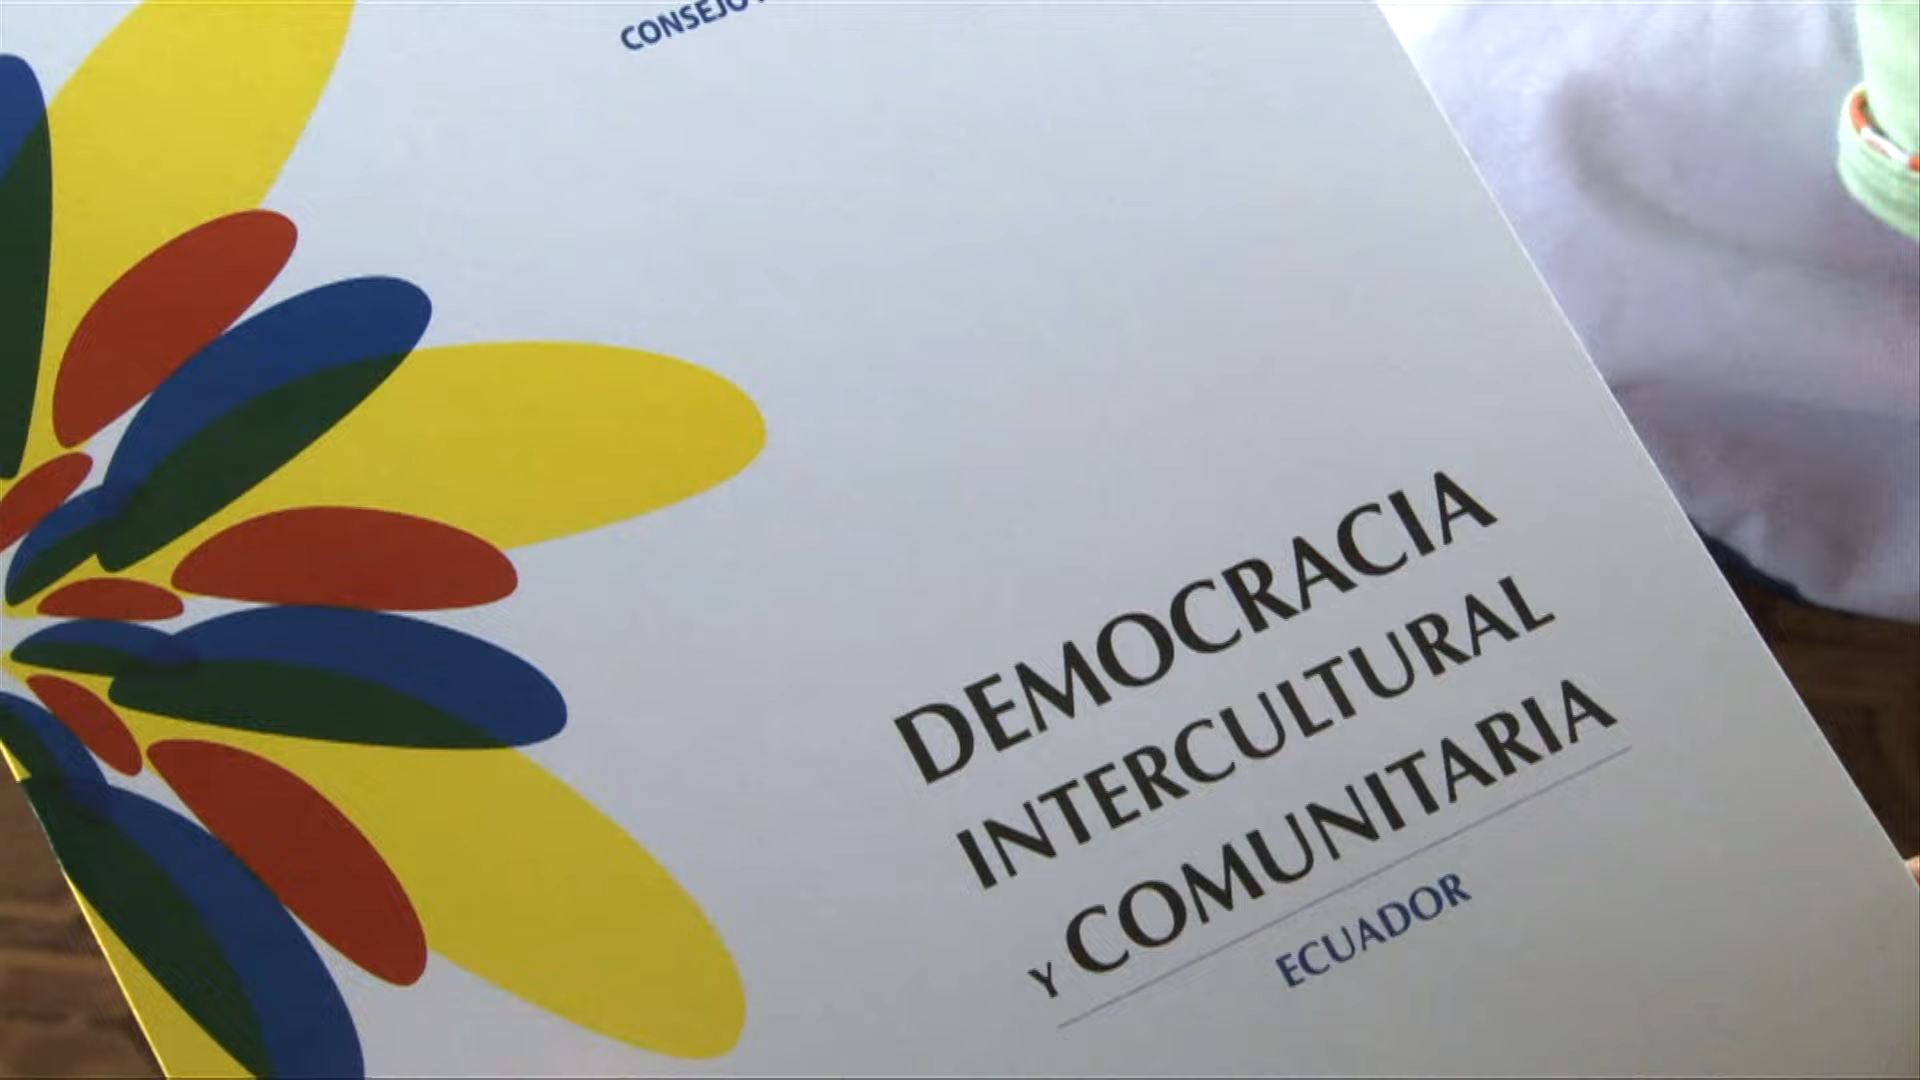 CONSEJO
DEMOCRACIA
INTERCULTURAL
Y COMUNITARIA
ECUADOR